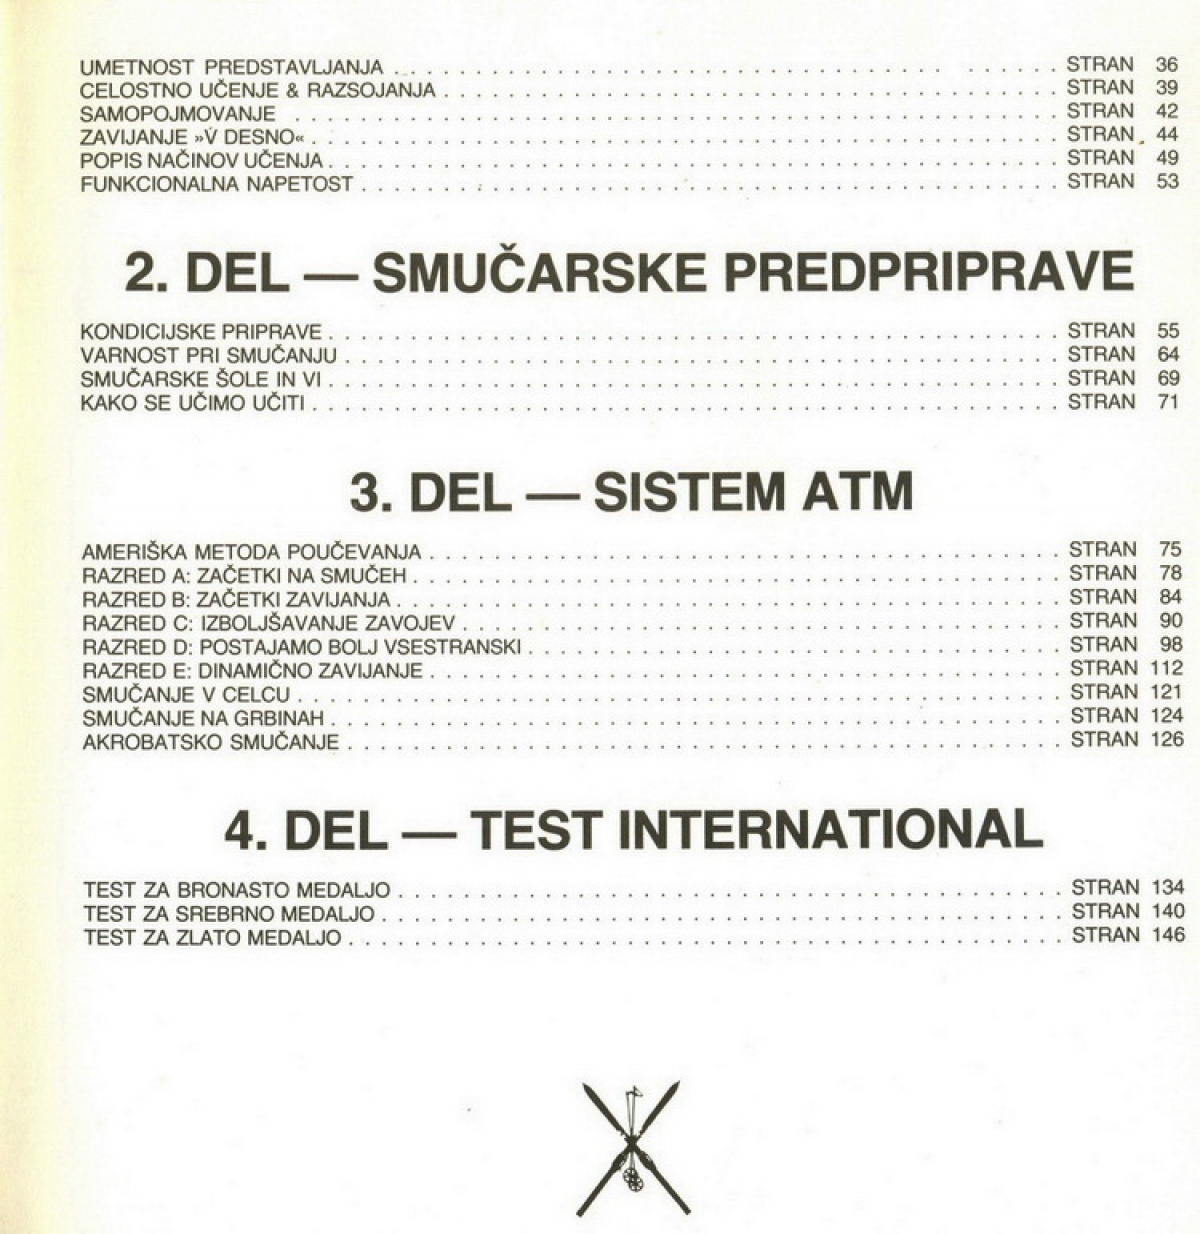 UMETNOST PREDSTAVLJANJA . . . . . . . . . . STRAN 36
CELOSTNO UČENJE & RAZSOJANJA . . . . . . . . . . STRAN 39
SAMOPOJMOVANJE . . . . . . . . . . STRAN 42
ZAVIJANJE »V DESNO« . . . . . . . . . . STRAN 44
POPIS NAČINOV UČENJA . . . . . . . . . . STRAN 49
FUNKCIONALNA NAPETOST . . . . . . . . . . STRAN 53
2. DEL — SMUČARSKE PREDPRIPRAVE
KONDICIJSKE PRIPRAVE . . . . . . . . . . STRAN 55
VARNOST PRI SMUČANJU . . . . . . . . . . STRAN 64
SMUČARSKE ŠOLE IN VI . . . . . . . . . . STRAN 69
KAKO SE UČIMO UČITI . . . . . . . . . . STRAN 71
3. DEL — SISTEM ATM
AMERIŠKA METODA POUČEVANJA . . . . . . . . . . STRAN 75
RAZRED A: ZAČETKI NA SMUČEH . . . . . . . . . . STRAN 78
RAZRED B: ZAČETKI ZAVIJANJA . . . . . . . . . . STRAN 84
RAZRED C: IZBOLJŠAVANJE ZAVOJEV . . . . . . . . . . STRAN 90
RAZRED D: POSTAJAMO BOLJ VSESTRANSKI . . . . . . . . . . STRAN 98
RAZRED E: DINAMIČNO ZAVIJANJE . . . . . . . . . . STRAN 112
SMUČANJE V CELCU . . . . . . . . . . STRAN 121
SMUČANJE NA GRBINAH . . . . . . . . . . STRAN 124
AKROBATSKO SMUČANJE . . . . . . . . . . STRAN 126
4. DEL — TEST INTERNATIONAL
TEST ZA BRONASTO MEDALJO . . . . . . . . . . STRAN 134
TEST ZA SREBRNO MEDALJO . . . . . . . . . . STRAN 140
TEST ZA ZLATO MEDALJO . . . . . . . . . . STRAN 146